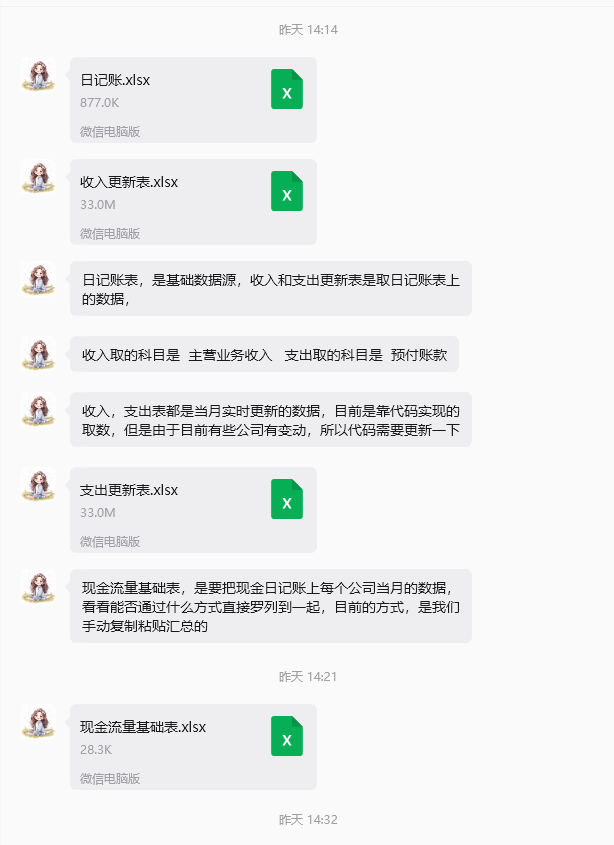 昨天 14:14
日记账.xlsx
877.0K
X
微信电脑版
收入更新表.xlsx
33.0M
X
微信电脑版
日记账表，是基础数据源，收入和支出更新表是取日记账表上
的数据，
收入取的科目是  主营业务收入   支出取的科目是  预付账款
收入，支出表都是当月实时更新的数据，目前是靠代码实现的
取数，但是由于目前有些公司有变动，所以代码需要更新一下
支出更新表.xlsx
33.0M
X
微信电脑版
现金流量基础表，是要把现金日记账上每个公司当月的数据，
看看能否通过什么方式直接罗列到一起，目前的方式，是我们
手动复制粘贴汇总的
昨天 14:21
现金流量基础表.xlsx
28.3K
X
微信电脑版
昨天 14:32